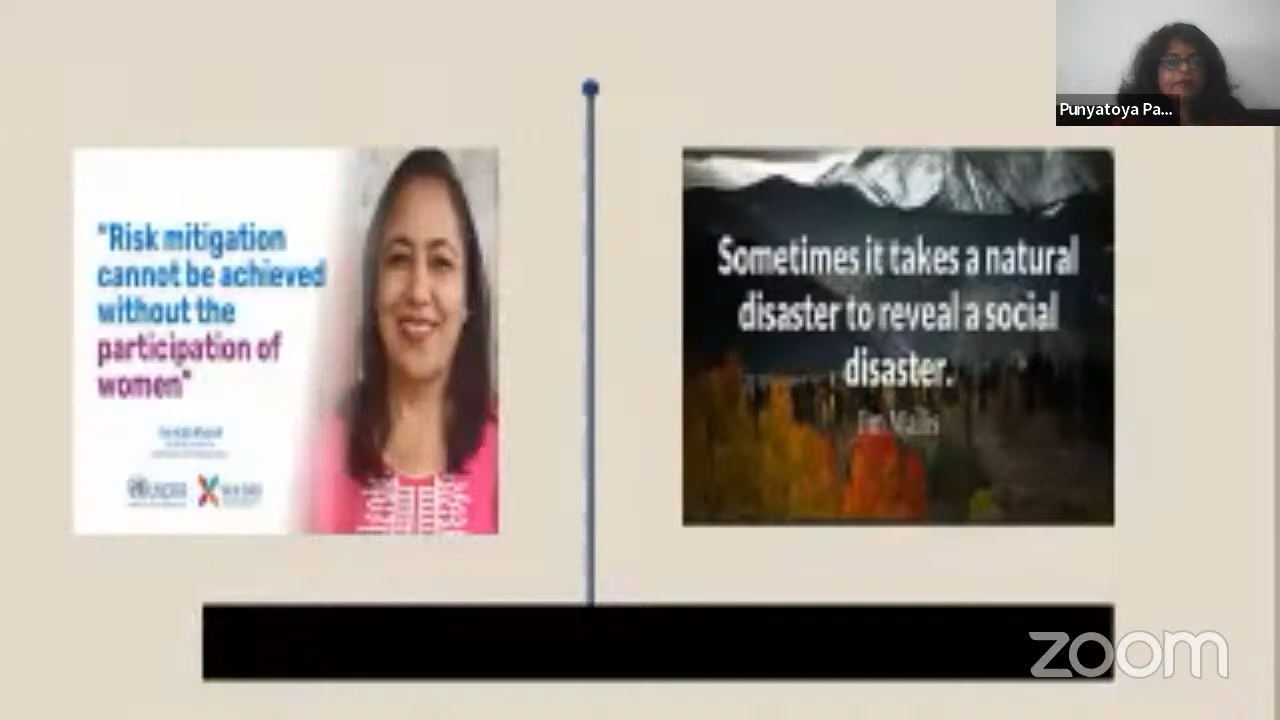 "Risk mitigation
cannot be achieved
without the
participation of
women"
Sometimes it takes a natural
disaster to reveal a social
disaster.
Punyatoya Pa...
zoom